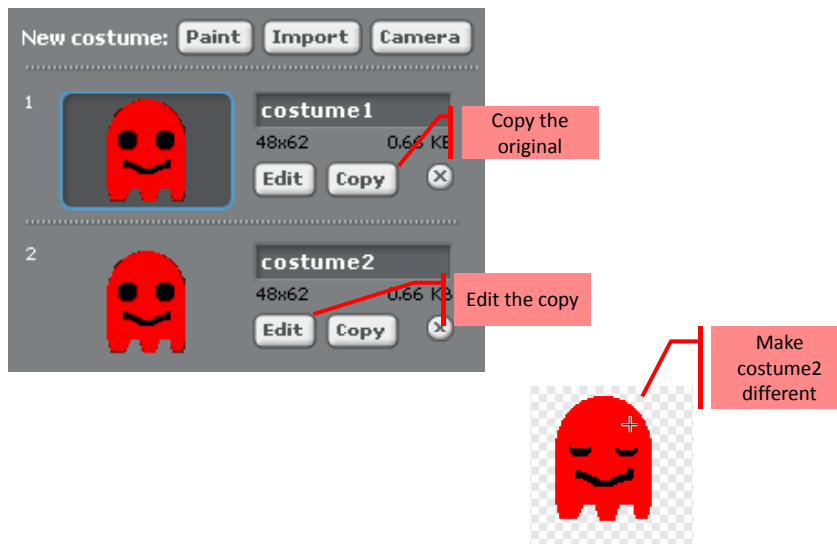 New costume: Paint Import Camera
1
costume1
48x62 0.66 KB
Edit Copy
Copy the
original
2
costume2
48x62 0.66 KB
Edit Copy
Edit the copy
Make
costume2
different